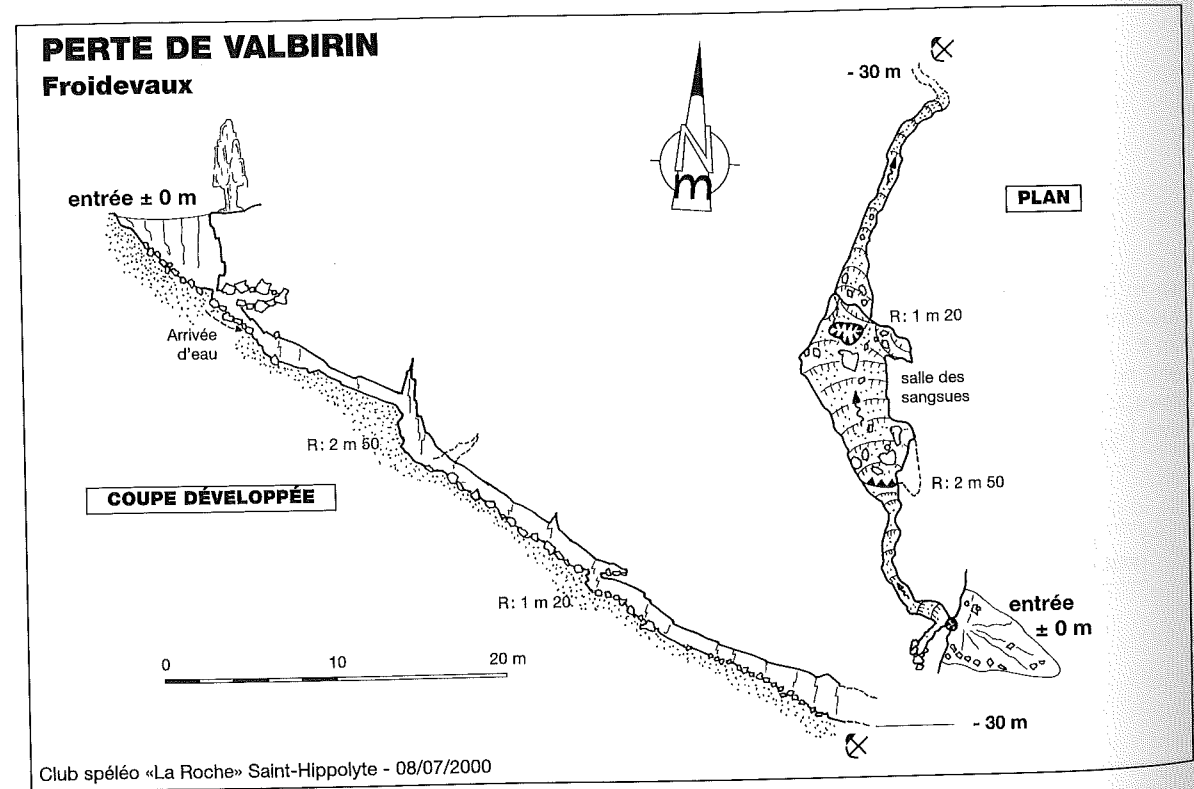 PERTE DE VALBIRIN
Froidevaux
- 30 m
N
m
entrée ± 0 m
PLAN
Arrivée
d'eau
R : 1 m 20
salle des
sangsues
R : 2 m 50
COUPE DÉVELOPPÉE
R : 2 m 50
R : 1 m 20
entrée
± 0 m
0 10 20 m
- 30 m
Club spéléo «La Roche» Saint-Hippolyte - 08/07/2000